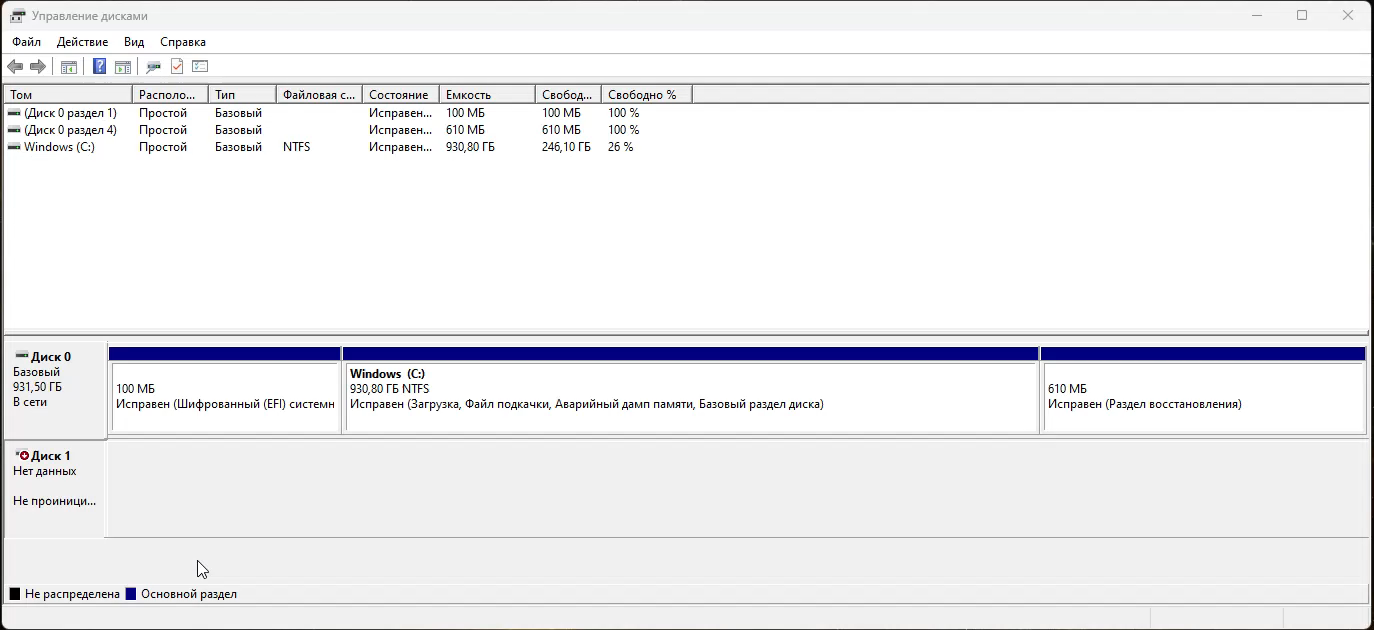 Управление дисками
Файл Действие Вид Справка
Том Располо... Тип Файловая с... Состояние Емкость Свобод... Свободно %
(Диск 0 раздел 1) Простой Базовый Исправен... 100 МБ 100 МБ 100 %
(Диск 0 раздел 4) Простой Базовый Исправен... 610 МБ 610 МБ 100 %
Windows (C:) Простой Базовый NTFS Исправен... 930,80 ГБ 246,10 ГБ 26 %
Диск 0
Базовый
931,50 ГБ
В сети
100 МБ
Исправен (Шифрованный (EFI) системн
Windows (C:)
930,80 ГБ NTFS
Исправен (Загрузка, Файл подкачки, Аварийный дамп памяти, Базовый раздел диска)
610 МБ
Исправен (Раздел восстановления)
Диск 1
Нет данных
Не проиници...
Не распределена Основной раздел